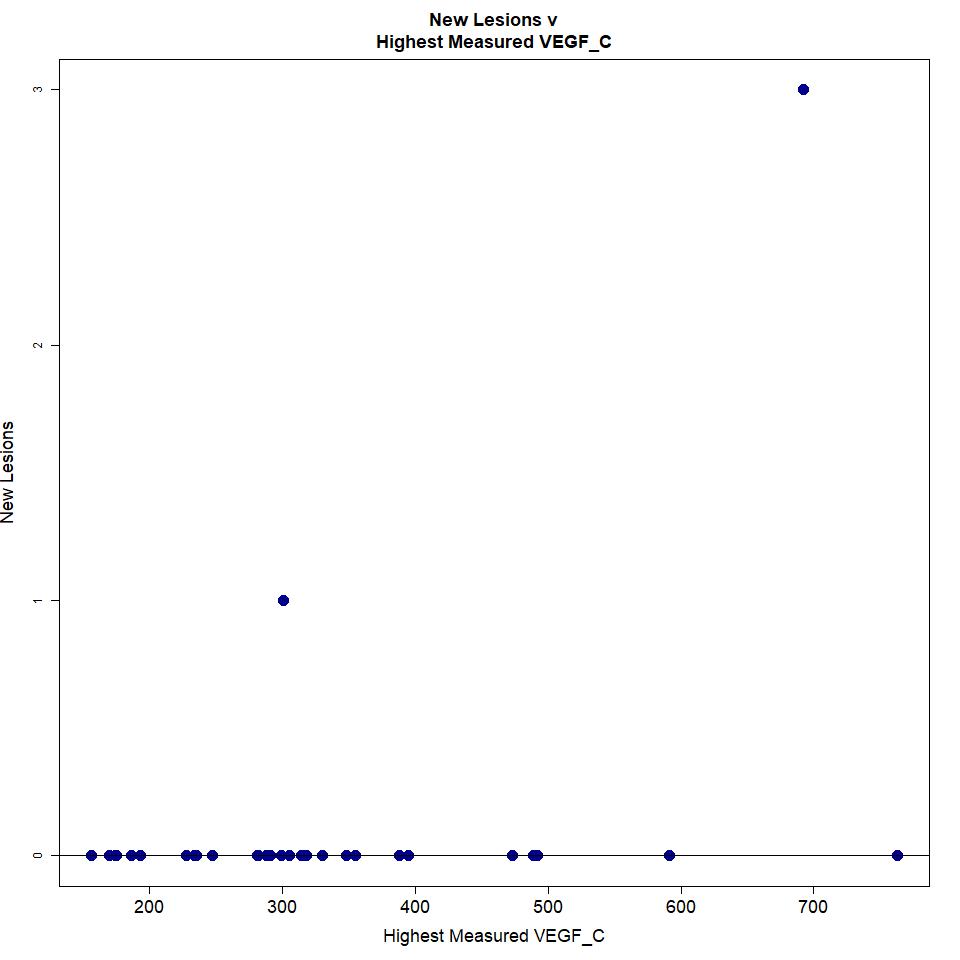 New Lesions v
Highest Measured VEGF_C
3
2
1
0
New Lesions
200 300 400 500 600 700
Highest Measured VEGF_C